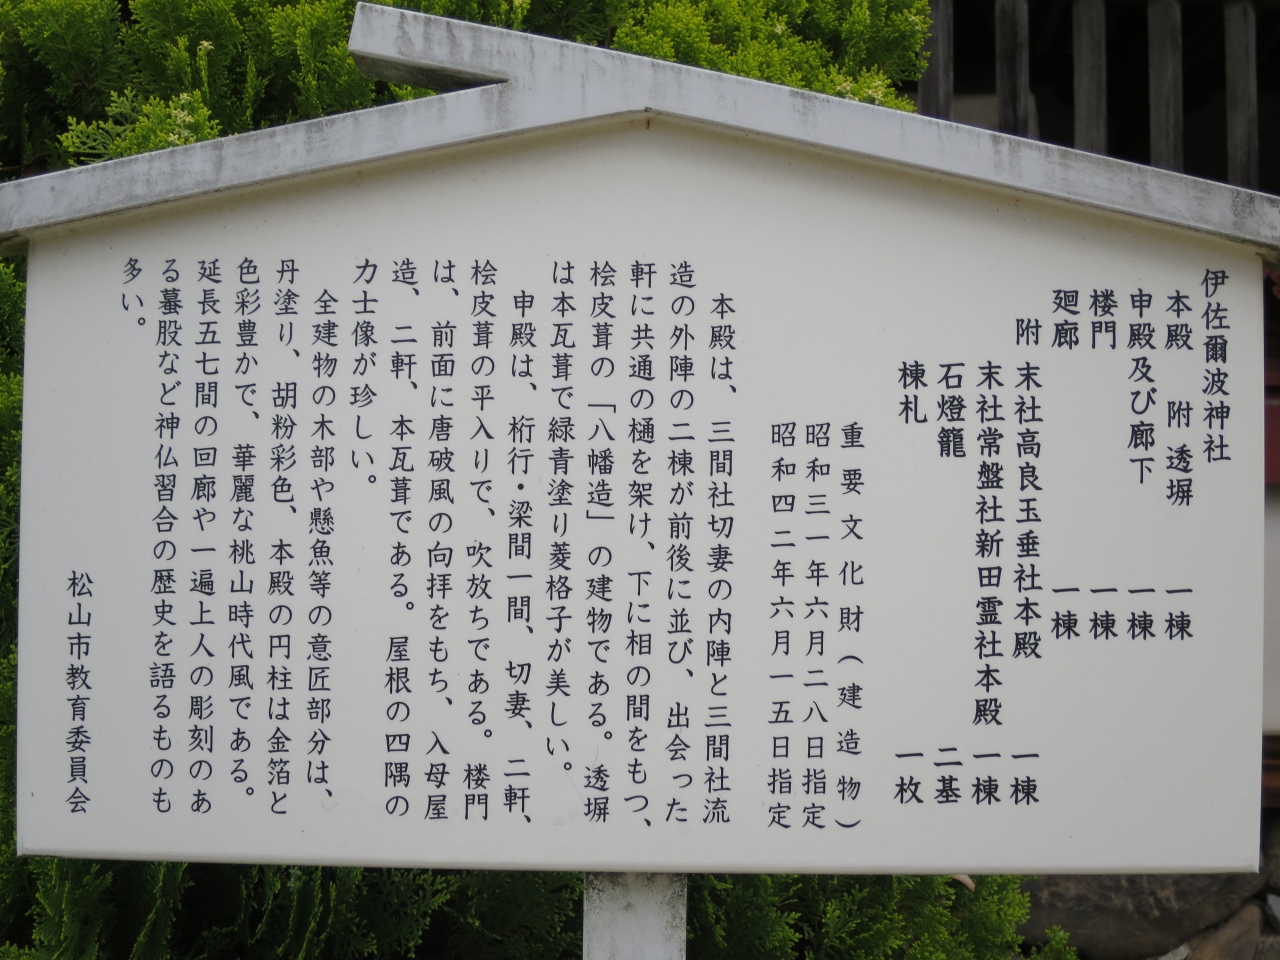 伊佐爾波神社
本殿 附 透塀 一棟
申殿及び廊下 一棟
楼門 一棟
廻廊 一棟
附 末社高良玉垂社本殿 一棟
末社常盤社新田霊社本殿 一棟
石燈籠 二基
棟札 一枚
重要文化財(建造物)
昭和三一年六月二八日指定
昭和四二年六月一五日指定
本殿は、三間社切妻の内陣と三間社流
造の外陣の二棟が前後に並び、出会った
軒に共通の樋を架け、下に相の間をもつ、
桧皮葺の「八幡造」の建物である。透塀
は本瓦葺で緑青塗り菱格子が美しい。
申殿は、桁行・梁間一間、切妻、二軒、
桧皮葺の平入りで、吹放ちである。楼門
は、前面に唐破風の向拝をもち、入母屋
造、二軒、本瓦葺である。屋根の四隅の
力士像が珍しい。
全建物の木部や懸魚等の意匠部分は、
丹塗り、胡粉彩色、本殿の円柱は金箔と
色彩豊かで、華麗な桃山時代風である。
延長五七間の回廊や一遍上人の彫刻のあ
る蟇股など神仏習合の歴史を語るものも
多い。
松山市教育委員会